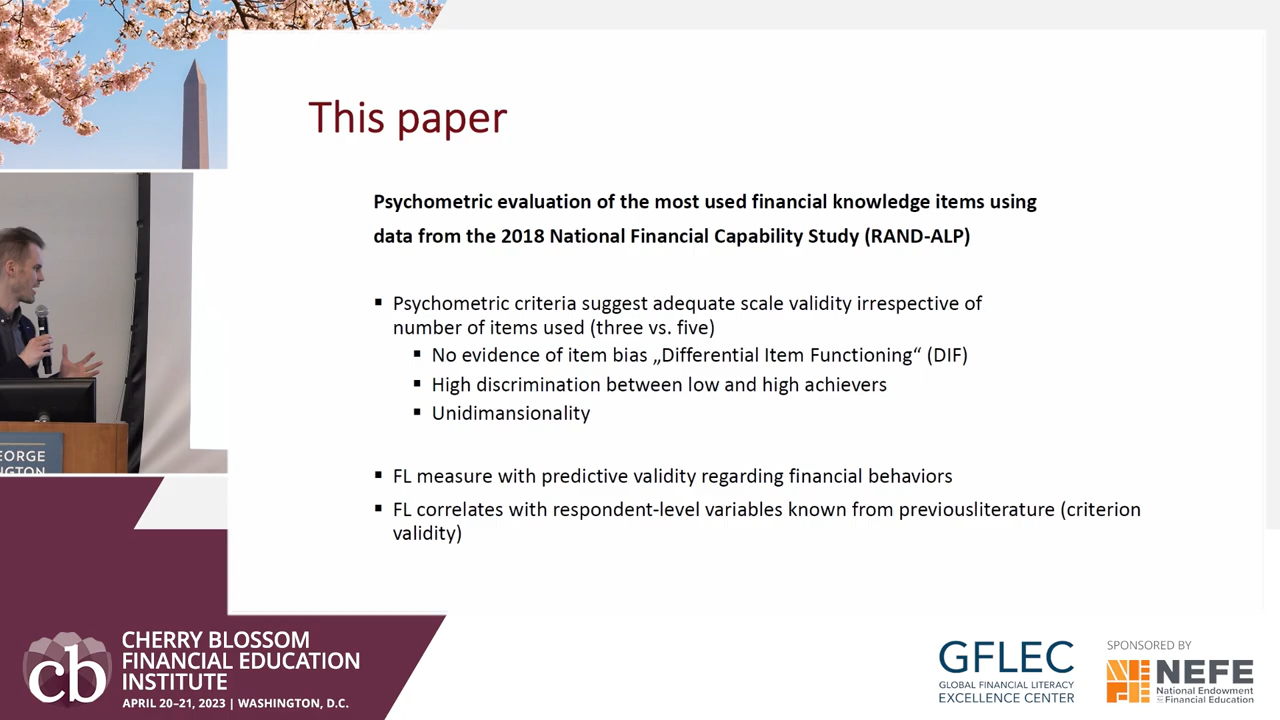 This paper
Psychometric evaluation of the most used financial knowledge items using
data from the 2018 National Financial Capability Study (RAND-ALP)
▪ Psychometric criteria suggest adequate scale validity irrespective of
number of items used (three vs. five)
▪ No evidence of item bias „Differential Item Functioning“ (DIF)
▪ High discrimination between low and high achievers
▪ Unidimansionality
▪ FL measure with predictive validity regarding financial behaviors
▪ FL correlates with respondent-level variables known from previousliterature (criterion
validity)
EORGE
NGTON
cb
CHERRY BLOSSOM
FINANCIAL EDUCATION
INSTITUTE
APRIL 20–21, 2023 | WASHINGTON, D.C.
GFLEC
GLOBAL FINANCIAL LITERACY
EXCELLENCE CENTER
SPONSORED BY
NEFE
National Endowment
for Financial Education